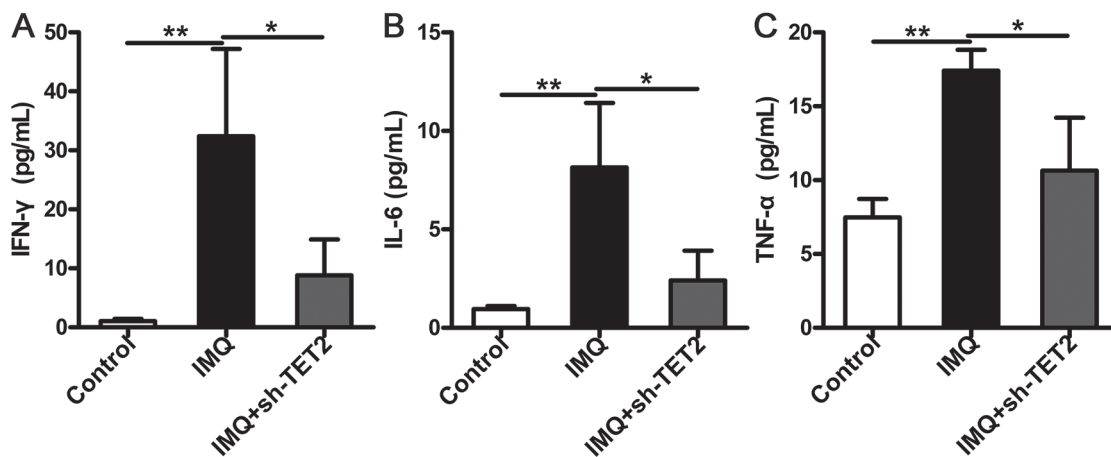 A
IFN-γ (pg/mL)
50
40
30
20
10
0
**
*
Control
IMQ
IMQ+sh-TET2
B
IL-6 (pg/mL)
15
10
5
0
**
*
Control
IMQ
IMQ+sh-TET2
C
TNF-α (pg/mL)
20
15
10
5
0
**
*
Control
IMQ
IMQ+sh-TET2